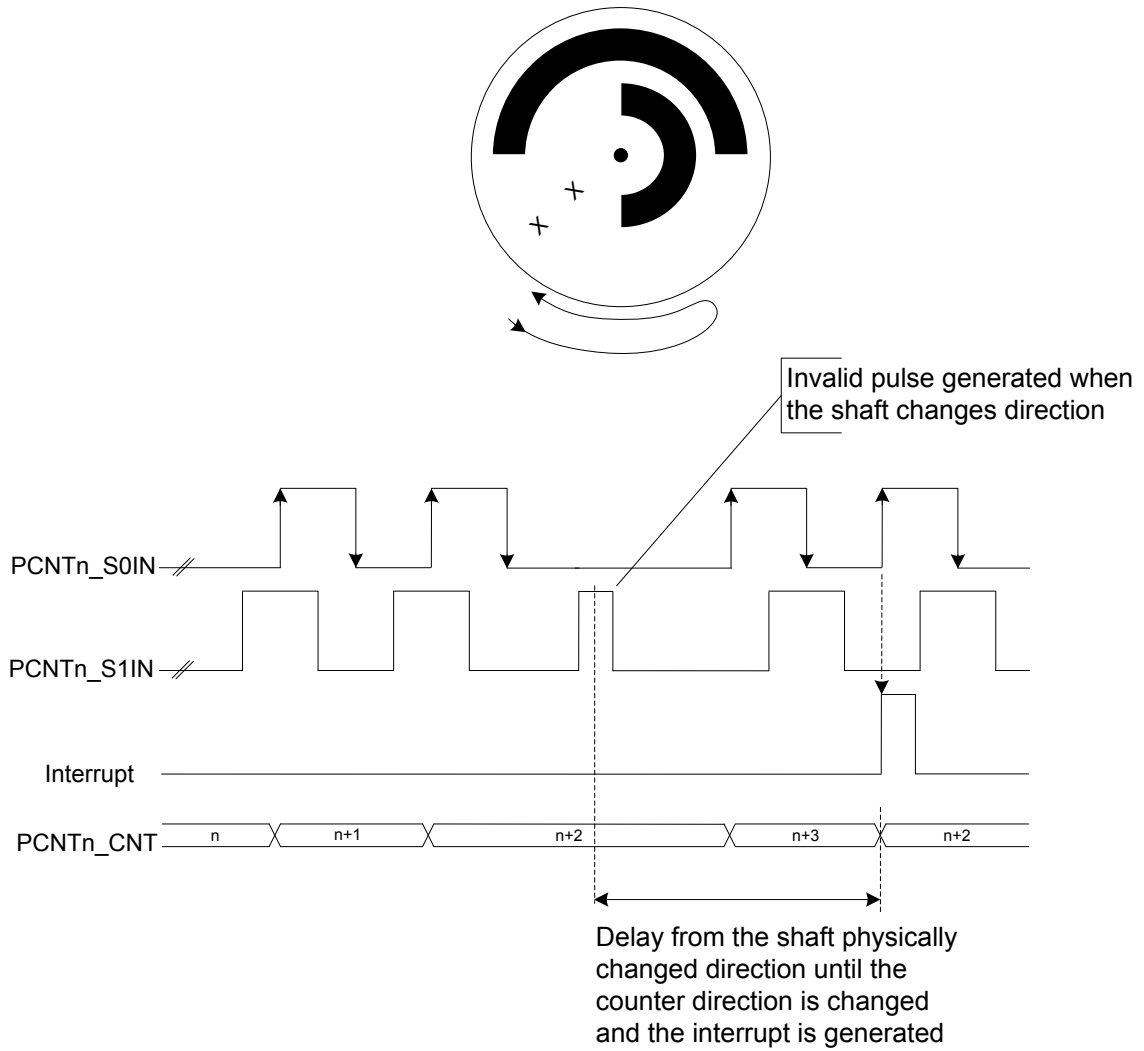 X X
Invalid pulse generated when
the shaft changes direction
PCNTn_S0IN
PCNTn_S1IN
Interrupt
PCNTn_CNT n n+1 n+2 n+3 n+2
Delay from the shaft physically
changed direction until the
counter direction is changed
and the interrupt is generated